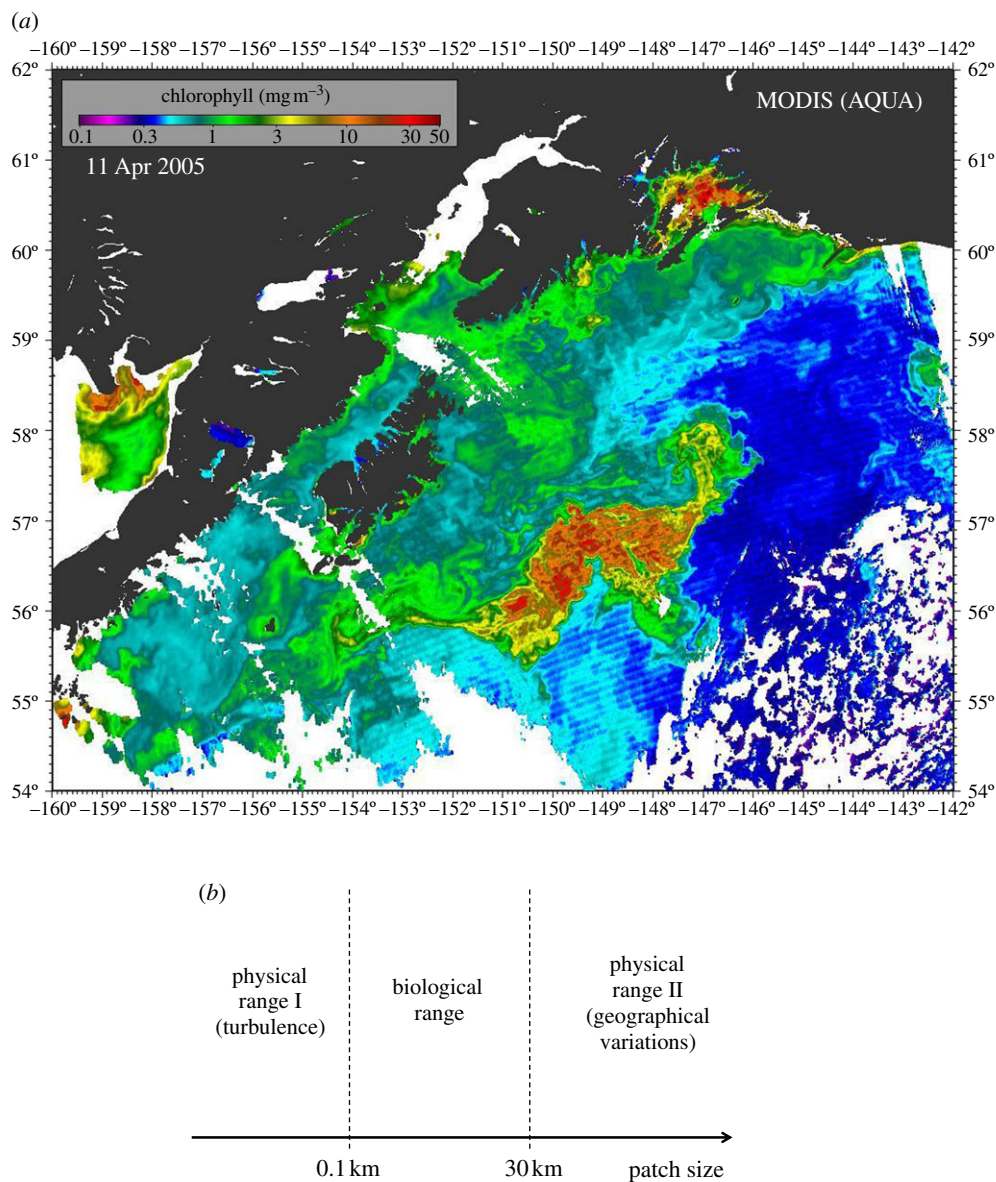 (a)
−160° −159° −158° −157° −156° −155° −154° −153° −152° −151° −150° −149° −148° −147° −146° −145° −144° −143° −142°
62° 62°
chlorophyll (mg m⁻³)
0.1 0.3 1 3 10 30 50
MODIS (AQUA)
11 Apr 2005
61° 61°
60° 60°
59° 59°
58° 58°
57° 57°
56° 56°
55° 55°
54° 54°
−160° −159° −158° −157° −156° −155° −154° −153° −152° −151° −150° −149° −148° −147° −146° −145° −144° −143° −142°
(b)
physical
range I
(turbulence)
biological
range
physical
range II
(geographical
variations)
0.1 km 30 km patch size